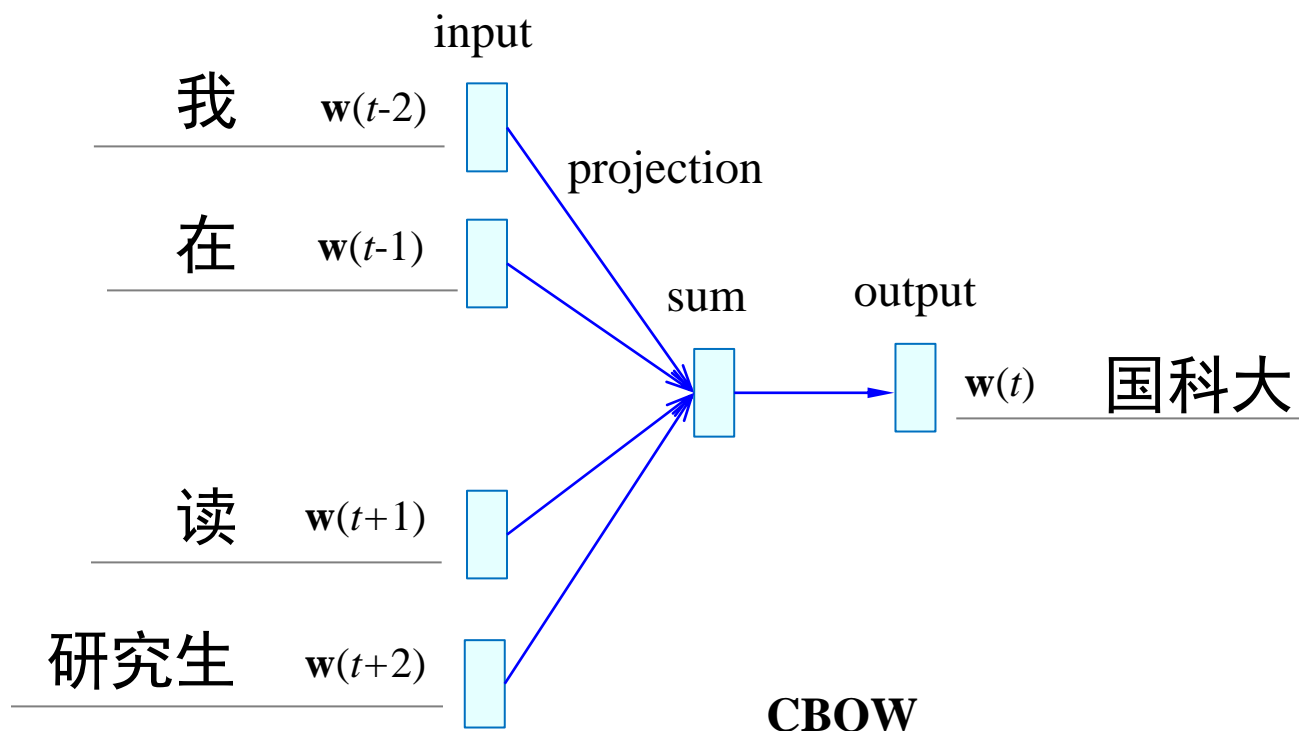 input
我 w(t-2)
projection
在 w(t-1)
sum
output
w(t) 国科大
读 w(t+1)
研究生 w(t+2)
CBOW